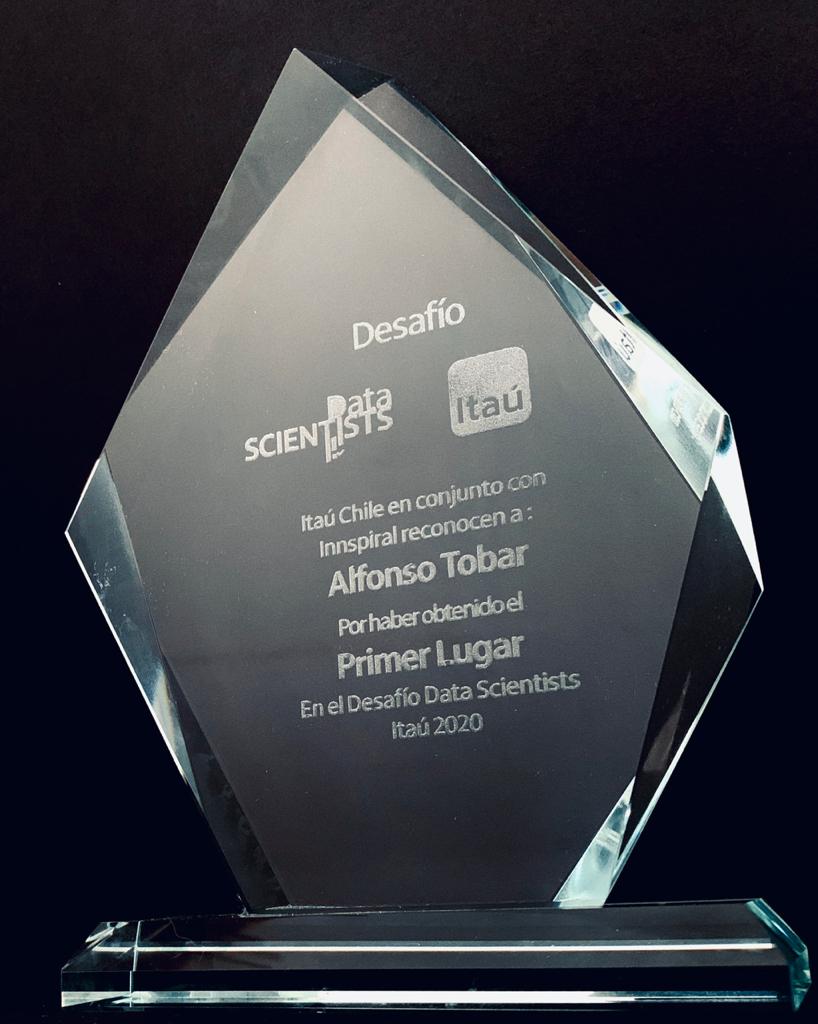 Desafío
Data
SCIENTISTS
Itaú
Itaú Chile en conjunto con
Innspiral reconocen a :
Alfonso Tobar
Por haber obtenido el
Primer Lugar
En el Desafío Data Scientists
Itaú 2020